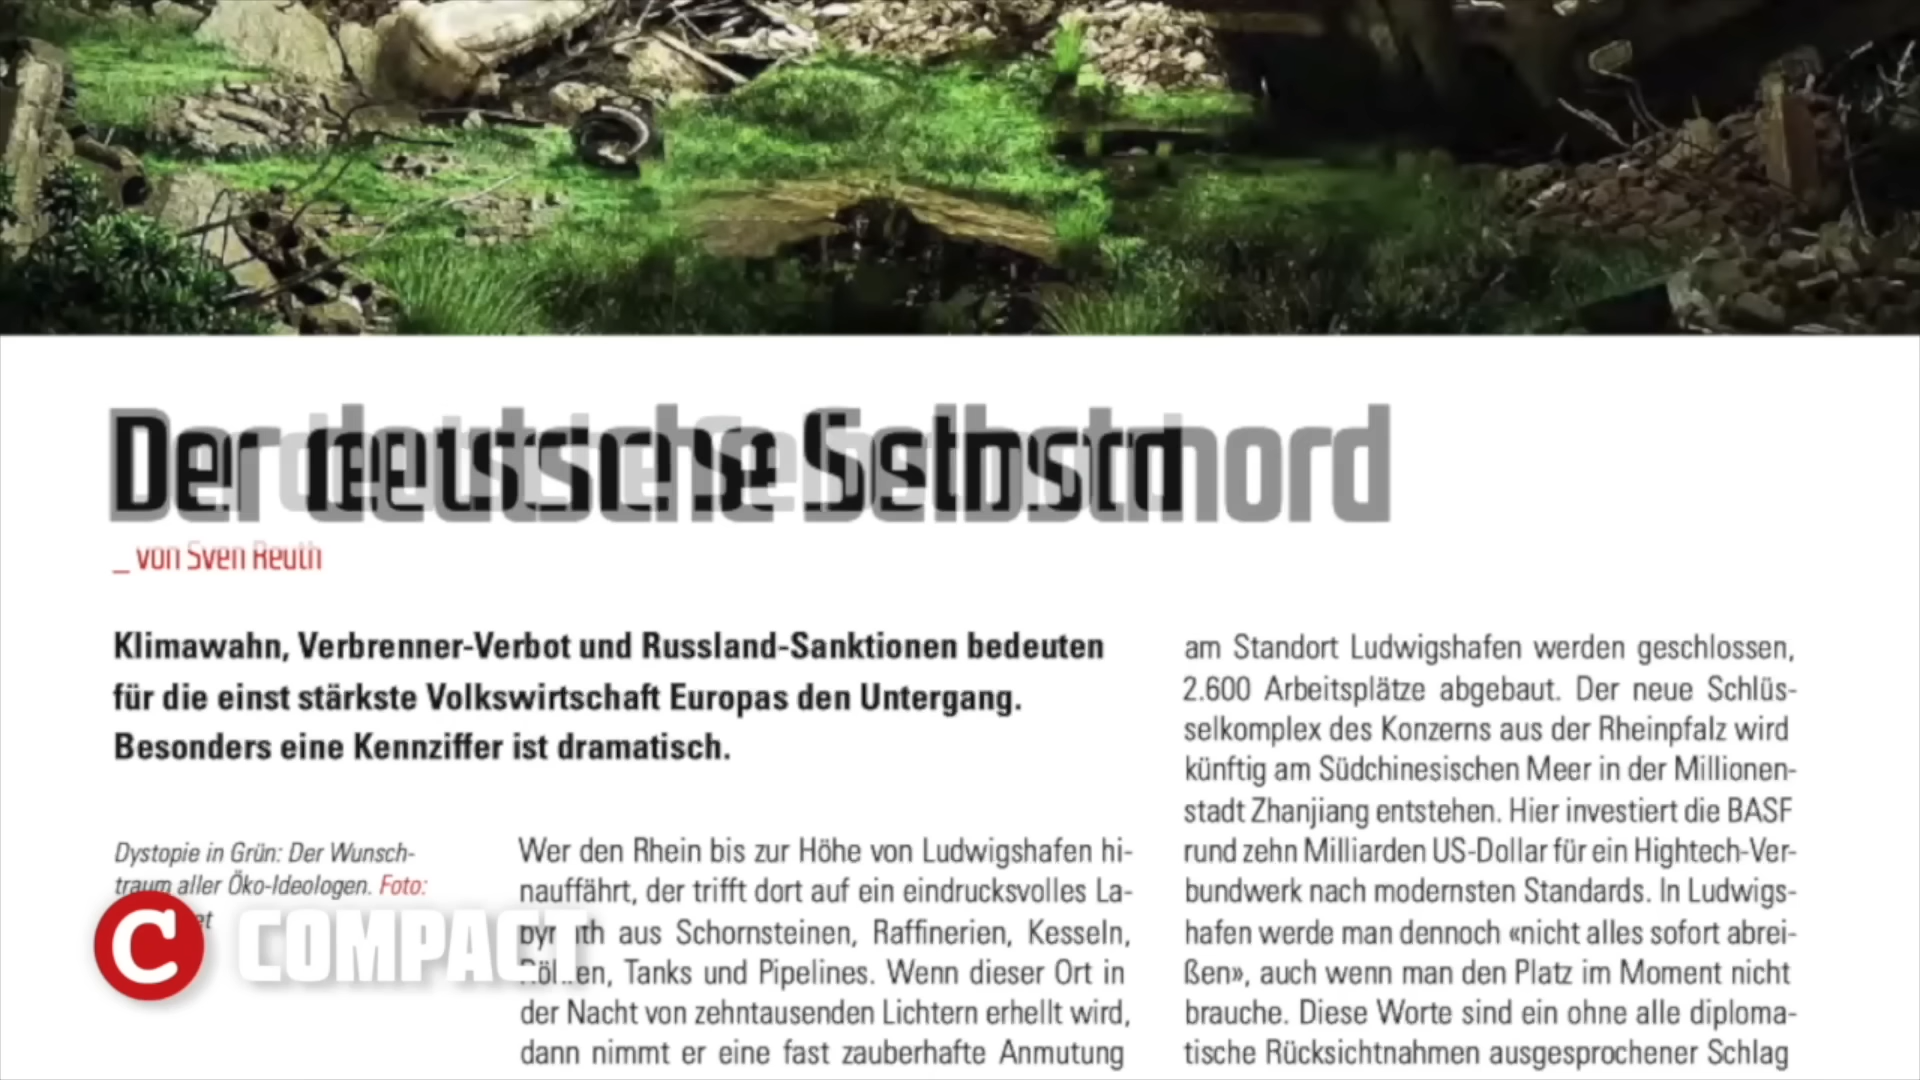 Der deutsche Selbstmord
_ von Sven Reuth
Klimawahn, Verbrenner-Verbot und Russland-Sanktionen bedeuten
für die einst stärkste Volkswirtschaft Europas den Untergang.
Besonders eine Kennziffer ist dramatisch.
Dystopie in Grün: Der Wunsch-
traum aller Öko-Ideologen. Foto:
COMPACT
Wer den Rhein bis zur Höhe von Ludwigshafen hi-
nauffährt, der trifft dort auf ein eindrucksvolles La-
aus Schornsteinen, Raffinerien, Kesseln,
Tanks und Pipelines. Wenn dieser Ort in
der Nacht von zehntausenden Lichtern erhellt wird,
dann nimmt er eine fast zauberhafte Anmutung
am Standort Ludwigshafen werden geschlossen,
2.600 Arbeitsplätze abgebaut. Der neue Schlüs-
selkomplex des Konzerns aus der Rheinpfalz wird
künftig am Südchinesischen Meer in der Millionen-
stadt Zhanjiang entstehen. Hier investiert die BASF
rund zehn Milliarden US-Dollar für ein Hightech-Ver-
bundwerk nach modernsten Standards. In Ludwigs-
hafen werde man dennoch «nicht alles sofort abrei-
ßen», auch wenn man den Platz im Moment nicht
brauche. Diese Worte sind ein ohne alle diploma-
tische Rücksichtnahmen ausgesprochener Schlag